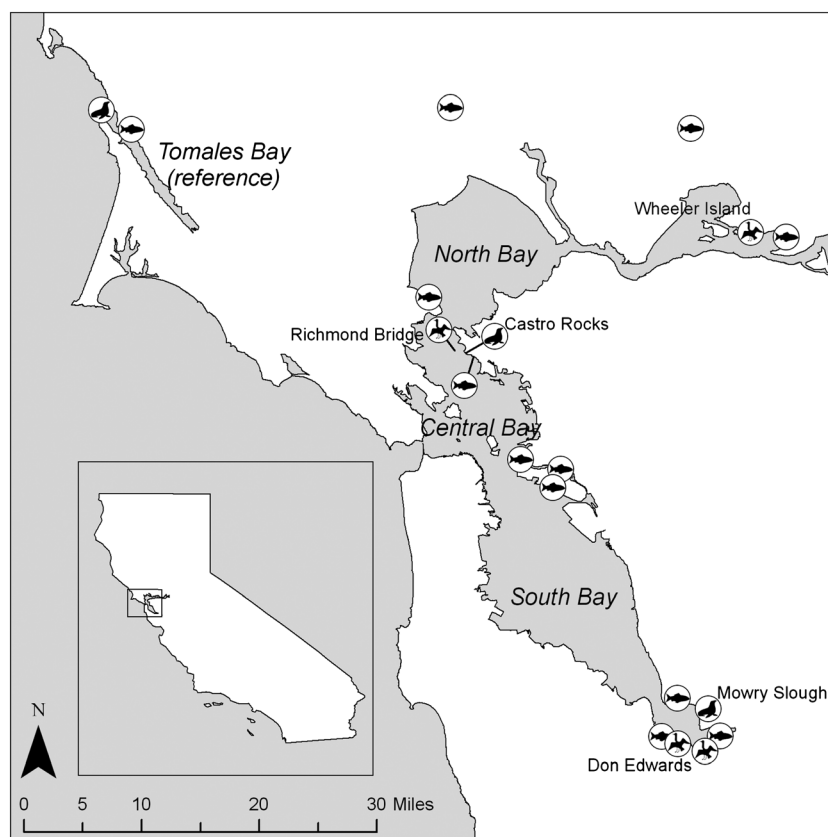 Tomales Bay
(reference)
Wheeler Island
North Bay
Castro Rocks
Richmond Bridge
Central Bay
South Bay
Mowry Slough
Don Edwards
N
0 5 10 20 30 Miles